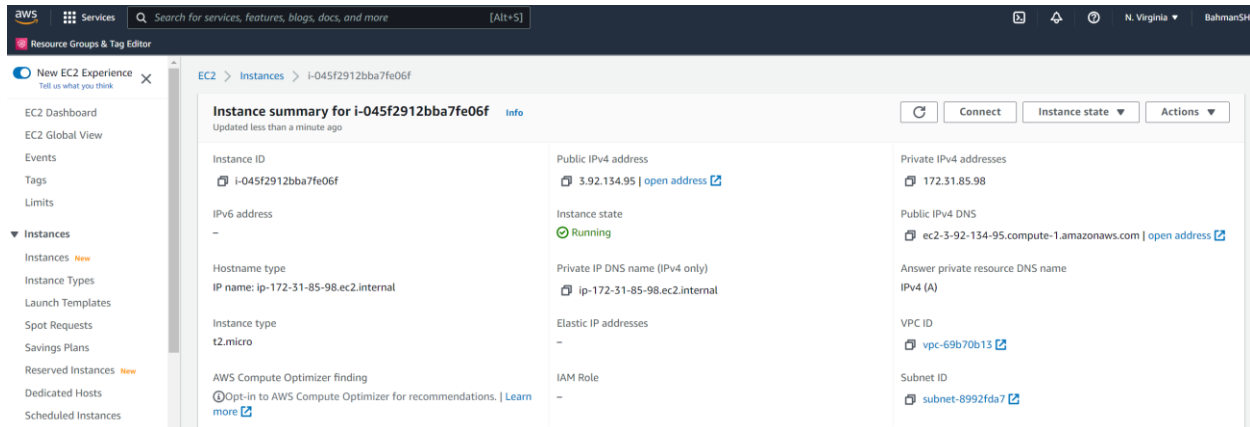 aws
Services
Search for services, features, blogs, docs, and more
[Alt+S]
N. Virginia ▼
BahmanSH
Resource Groups & Tag Editor
New EC2 Experience
Tell us what you think
EC2 Dashboard
EC2 Global View
Events
Tags
Limits
Instances
Instances New
Instance Types
Launch Templates
Spot Requests
Savings Plans
Reserved Instances New
Dedicated Hosts
Scheduled Instances
EC2 > Instances > i-045f2912bba7fe06f
Instance summary for i-045f2912bba7fe06f Info
Updated less than a minute ago
Connect
Instance state ▼
Actions ▼
Instance ID
i-045f2912bba7fe06f
Public IPv4 address
3.92.134.95 | open address
Private IPv4 addresses
172.31.85.98
IPv6 address
–
Instance state
Running
Public IPv4 DNS
ec2-3-92-134-95.compute-1.amazonaws.com | open address
Hostname type
IP name: ip-172-31-85-98.ec2.internal
Private IP DNS name (IPv4 only)
ip-172-31-85-98.ec2.internal
Answer private resource DNS name
IPv4 (A)
Instance type
t2.micro
Elastic IP addresses
–
VPC ID
vpc-69b70b13
AWS Compute Optimizer finding
Opt-in to AWS Compute Optimizer for recommendations. | Learn
more
IAM Role
–
Subnet ID
subnet-8992fda7